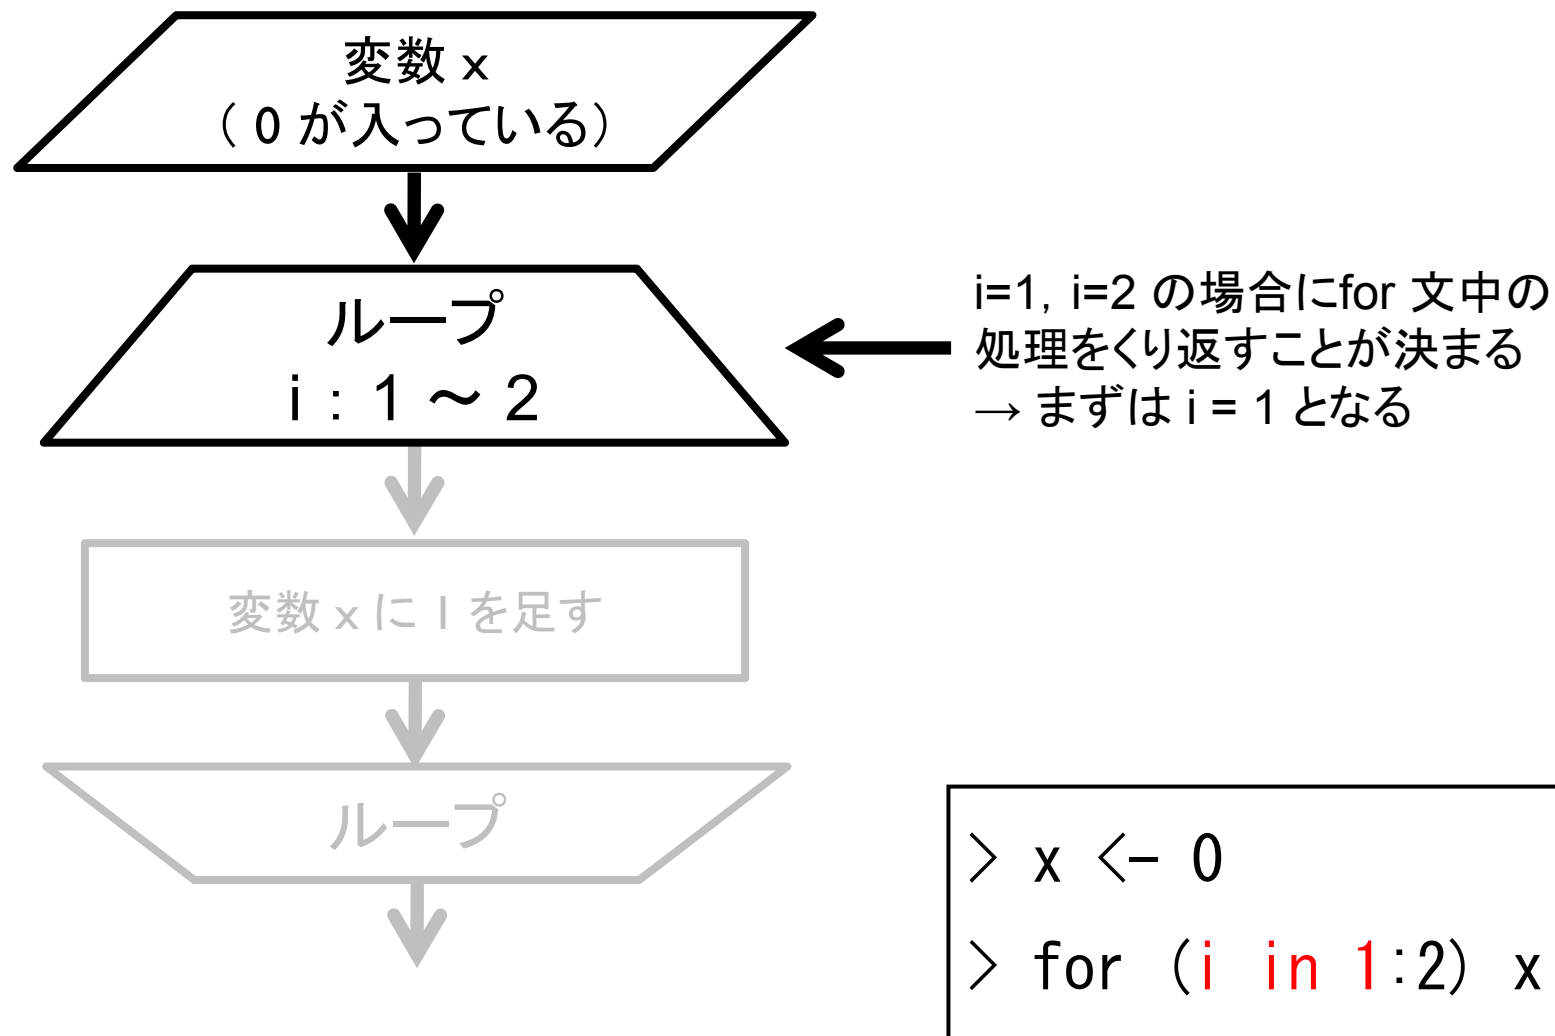 変数 x
（ 0 が入っている）
ループ
i : 1 ～ 2
i=1, i=2 の場合にfor 文中の
処理をくり返すことが決まる
→ まずは i = 1 となる
変数 x に 1 を足す
ループ
> x <- 0
> for (i in 1:2) x